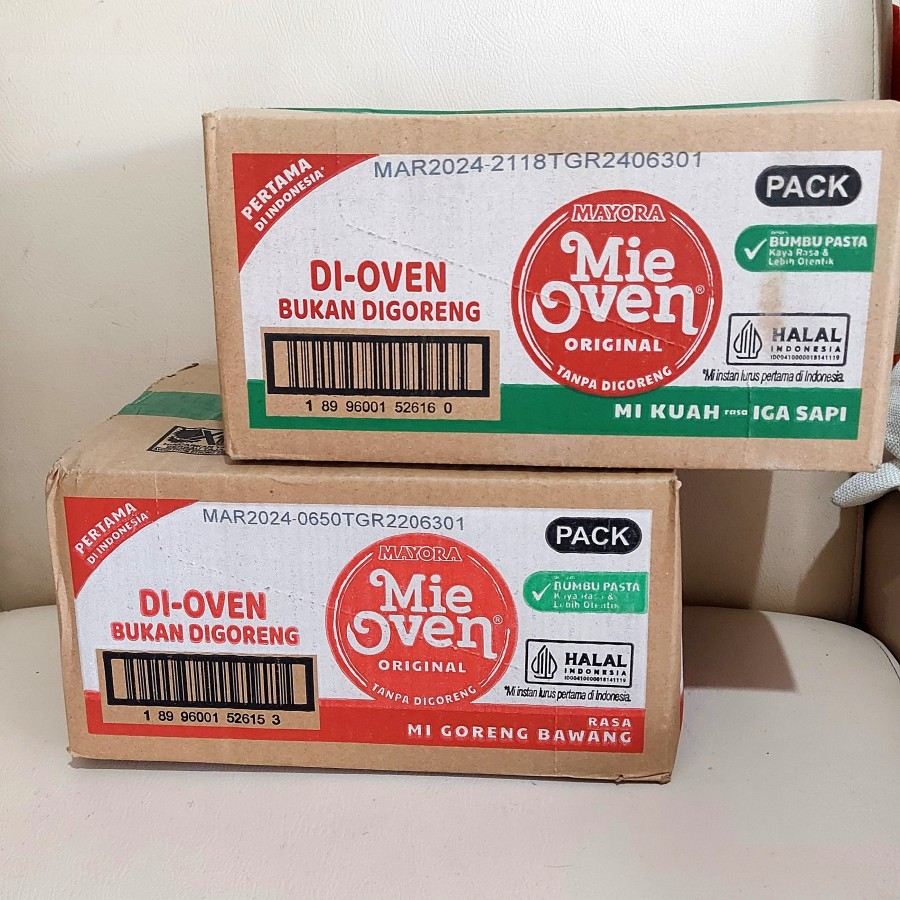 PERTAMA
DI INDONESIA*
MAR2024-2118TGR2406301
PACK
MAYORA
Mie
Oven®
ORIGINAL
TANPA DIGORENG
BUMBU PASTA
Kaya Rasa &
Lebih Otentik
DI-OVEN
BUKAN DIGORENG
HALAL
INDONESIA
ID00410000018141119
*Mi instan lurus pertama di Indonesia.
1 89 96001 52616 0
MI KUAH rasa IGA SAPI
PERTAMA
DI INDONESIA*
MAR2024-0650TGR2206301
PACK
MAYORA
Mie
Oven®
ORIGINAL
TANPA DIGORENG
BUMBU PASTA
Kaya Rasa &
Lebih Otentik
DI-OVEN
BUKAN DIGORENG
HALAL
INDONESIA
ID00410000018141119
*Mi instan lurus pertama di Indonesia.
1 89 96001 52615 3
RASA
MI GORENG BAWANG